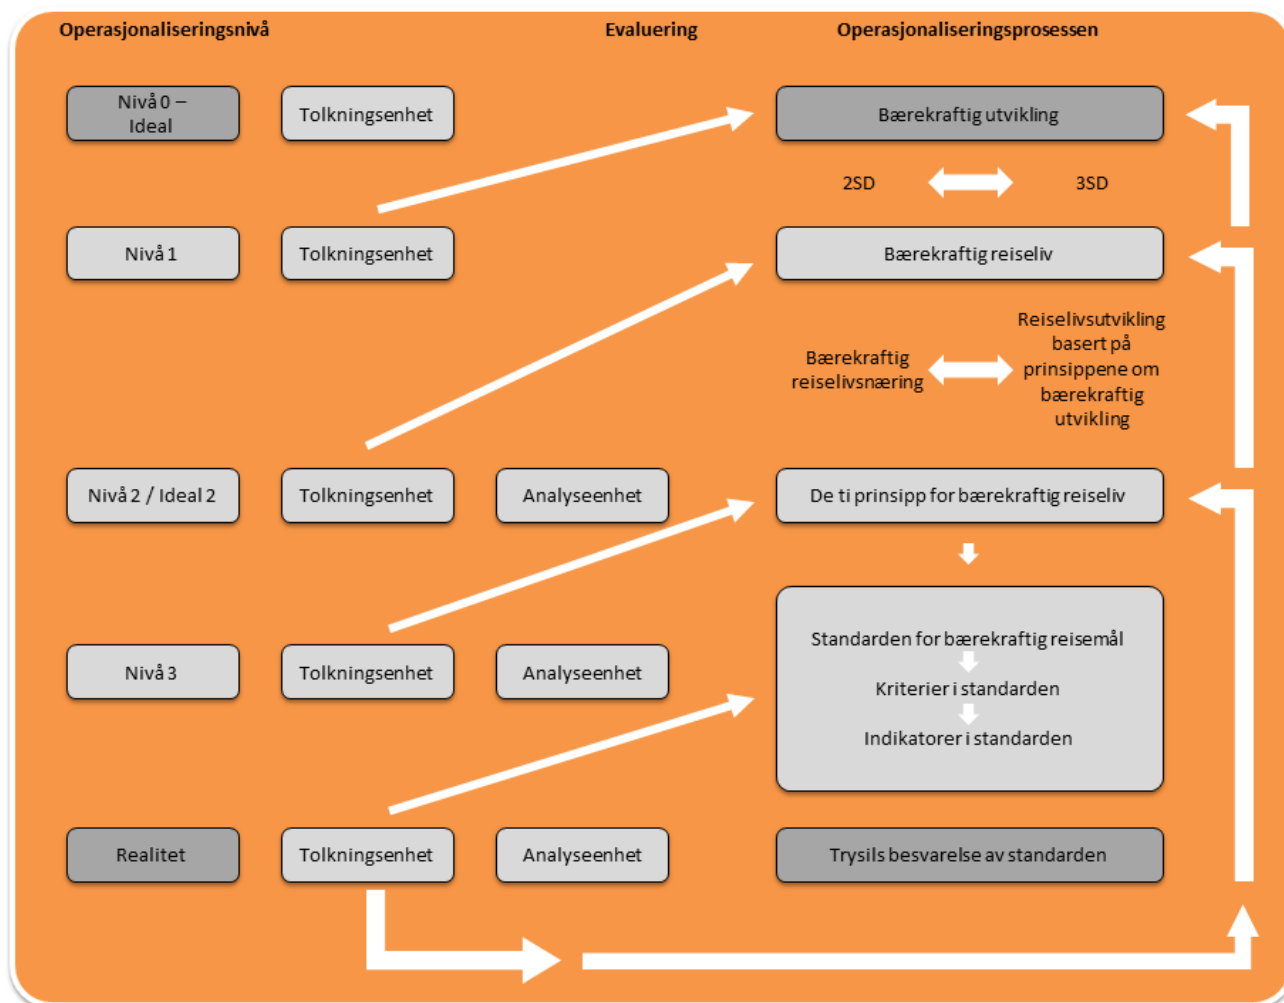 Operasjonaliseringsnivå
Evaluering
Operasjonaliseringsprosessen
Nivå 0 –
Ideal
Tolkningsenhet
Bærekraftig utvikling
2SD
3SD
Nivå 1
Tolkningsenhet
Bærekraftig reiseliv
Bærekraftig
reiselivsnæring
Reiselivsutvikling
basert på
prinsippene om
bærekraftig
utvikling
Nivå 2 / Ideal 2
Tolkningsenhet
Analyseenhet
De ti prinsipp for bærekraftig reiseliv
Nivå 3
Tolkningsenhet
Analyseenhet
Standarden for bærekraftig reisemål
Kriterier i standarden
Indikatorer i standarden
Realitet
Tolkningsenhet
Analyseenhet
Trysils besvarelse av standarden